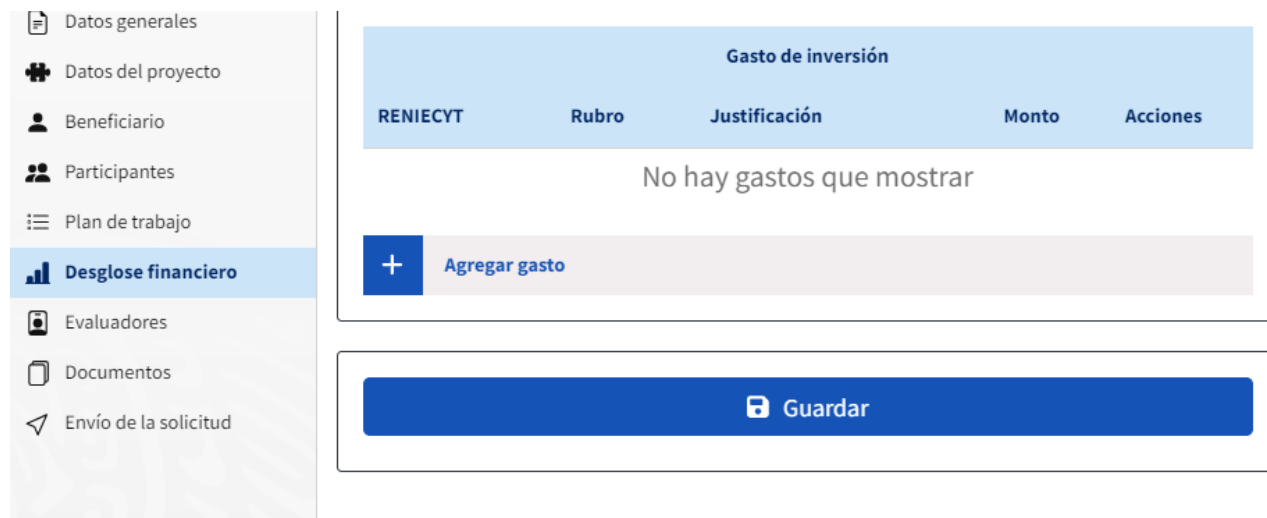 Datos generales
Datos del proyecto
Beneficiario
Participantes
Plan de trabajo
Desglose financiero
Evaluadores
Documentos
Envío de la solicitud
Gasto de inversión
RENIECYT Rubro Justificación Monto Acciones
No hay gastos que mostrar
Agregar gasto
Guardar